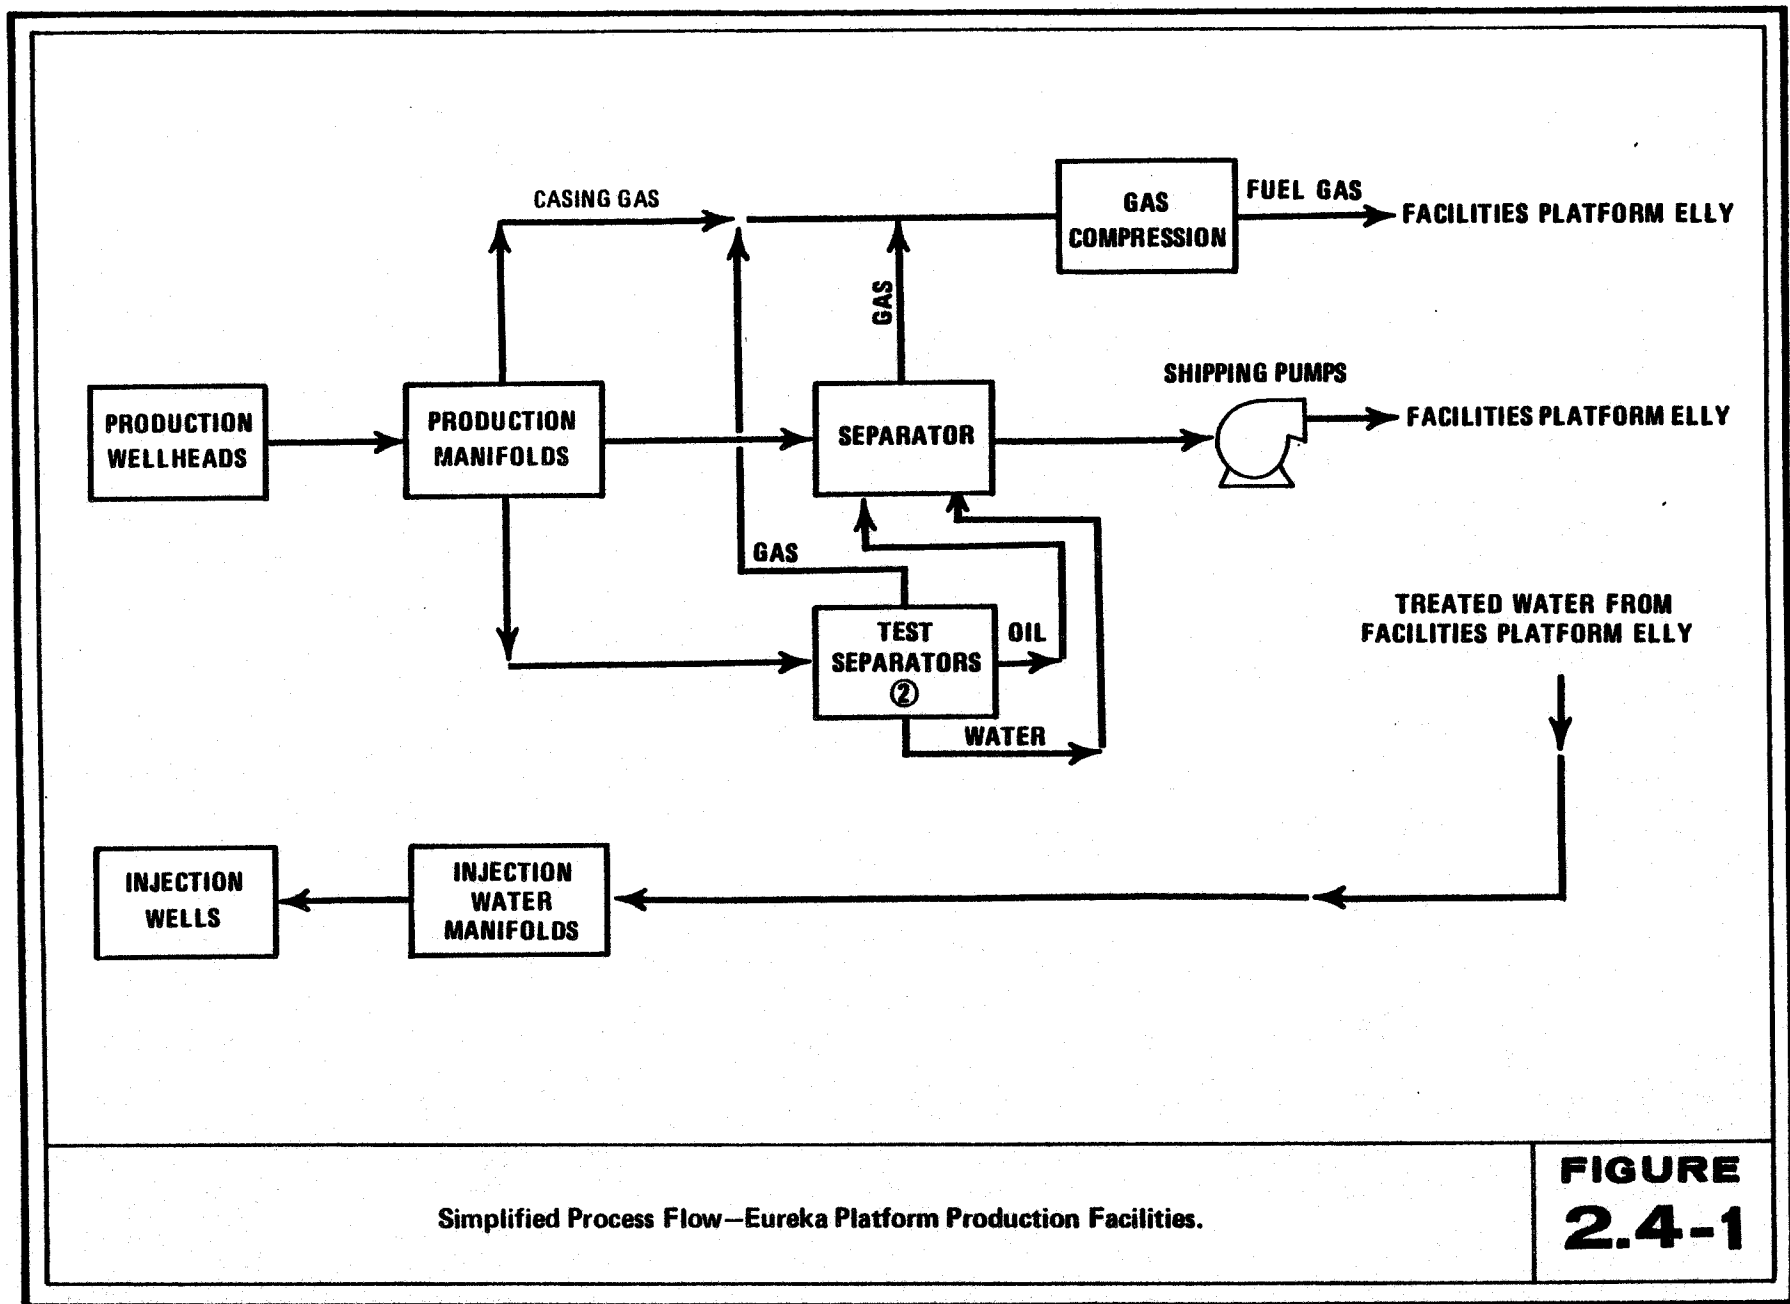 CASING GAS
GAS
COMPRESSION
FUEL GAS
FACILITIES PLATFORM ELLY
GAS
PRODUCTION
WELLHEADS
PRODUCTION
MANIFOLDS
SEPARATOR
SHIPPING PUMPS
FACILITIES PLATFORM ELLY
GAS
TEST
SEPARATORS
②
OIL
WATER
TREATED WATER FROM
FACILITIES PLATFORM ELLY
INJECTION
WELLS
INJECTION
WATER
MANIFOLDS
Simplified Process Flow—Eureka Platform Production Facilities.
FIGURE
2.4-1